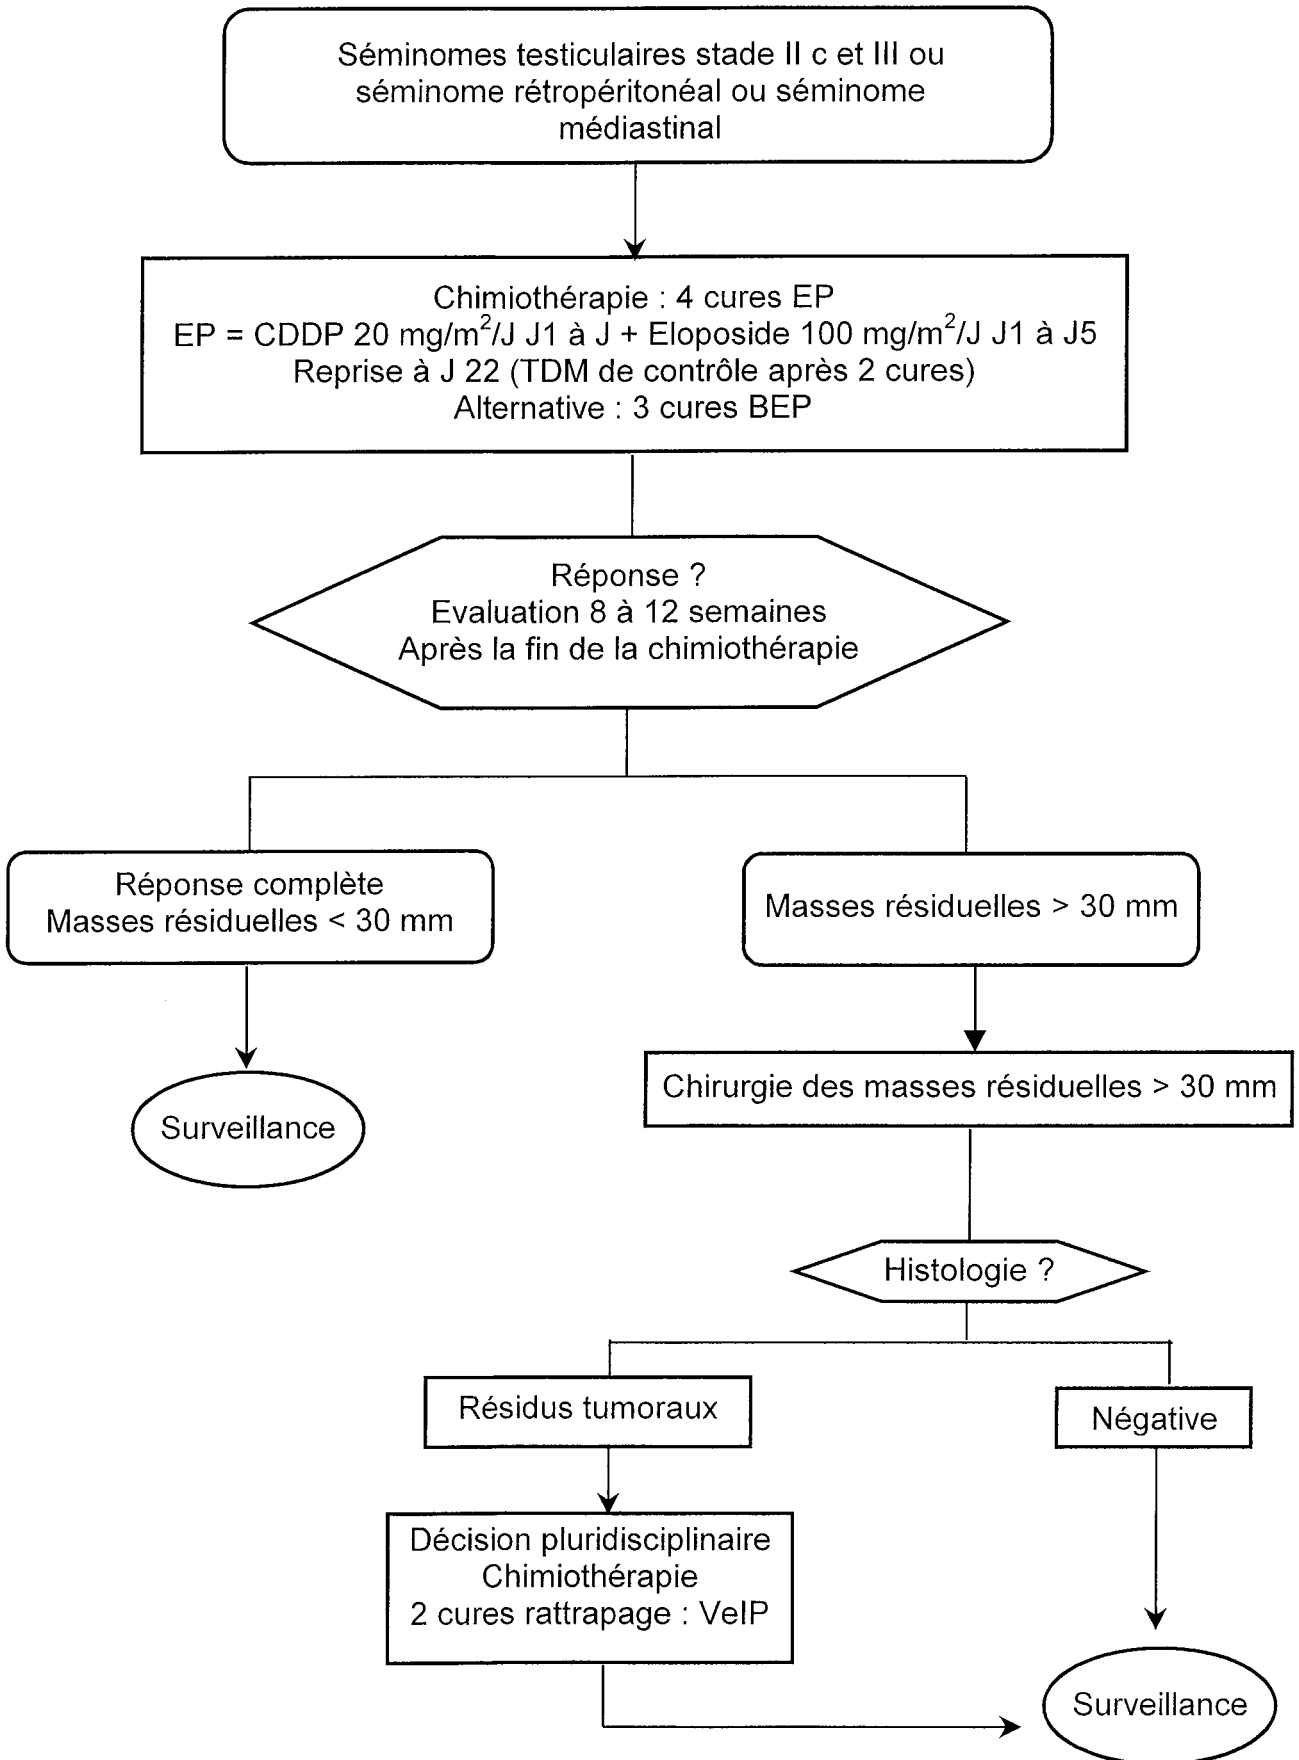 Séminomes testiculaires stade II c et III ou
séminome rétropéritonéal ou séminome
médiastinal
Chimiothérapie : 4 cures EP
EP = CDDP 20 mg/m²/J J1 à J + Eloposide 100 mg/m²/J J1 à J5
Reprise à J 22 (TDM de contrôle après 2 cures)
Alternative : 3 cures BEP
Réponse ?
Evaluation 8 à 12 semaines
Après la fin de la chimiothérapie
Réponse complète
Masses résiduelles < 30 mm
Masses résiduelles > 30 mm
Surveillance
Chirurgie des masses résiduelles > 30 mm
Histologie ?
Résidus tumoraux
Négative
Décision pluridisciplinaire
Chimiothérapie
2 cures rattrapage : VeIP
Surveillance